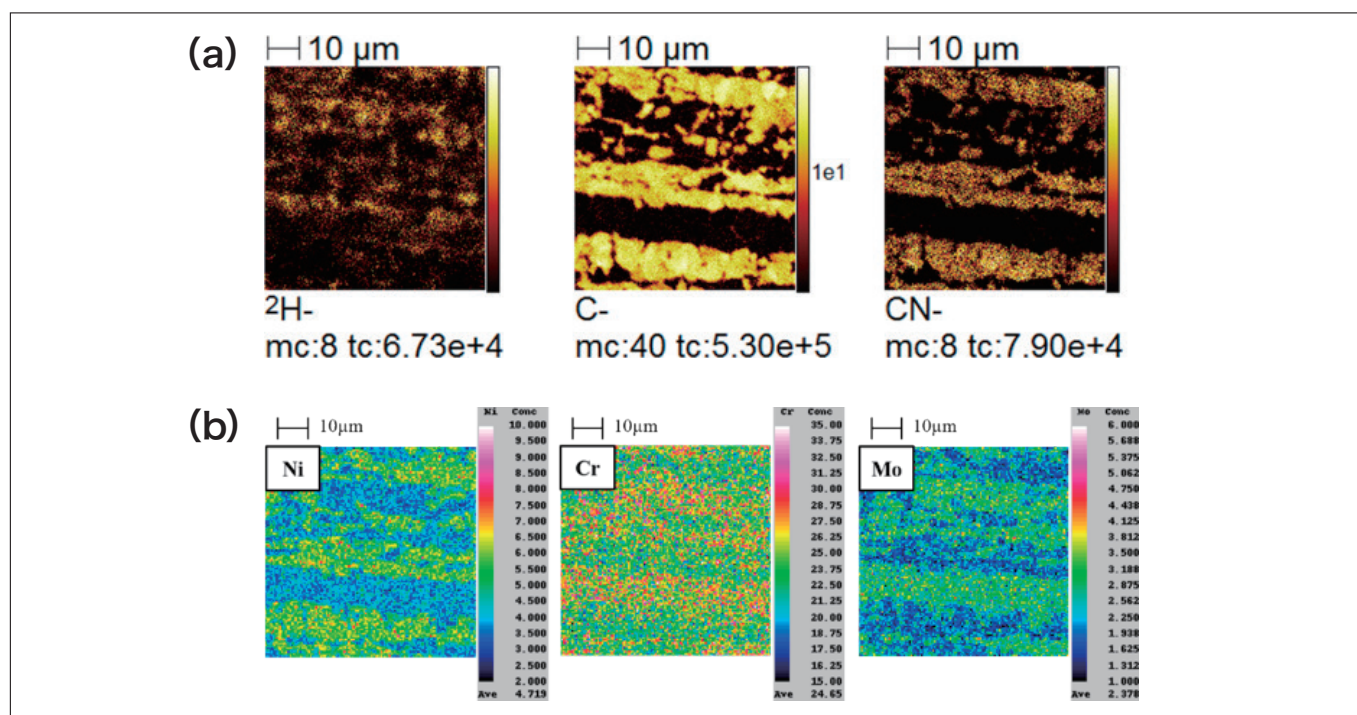 (a)
10 µm
10 µm
10 µm
1e1
2H-
mc:8 tc:6.73e+4
C-
mc:40 tc:5.30e+5
CN-
mc:8 tc:7.90e+4
(b)
10µm
Ni
Ni Conc
10.000
9.500
9.000
8.500
8.000
7.500
7.000
6.500
6.000
5.500
5.000
4.500
4.000
3.500
3.000
2.500
2.000
Ave 4.719
10µm
Cr
Cr Conc
35.00
33.75
32.50
31.25
30.00
28.75
27.50
26.25
25.00
23.75
22.50
21.25
20.00
18.75
17.50
16.25
15.00
Ave 24.65
10µm
Mo
Mo Conc
6.000
5.688
5.375
5.062
4.750
4.438
4.125
3.812
3.500
3.188
2.875
2.562
2.250
1.938
1.625
1.312
1.000
Ave 2.378